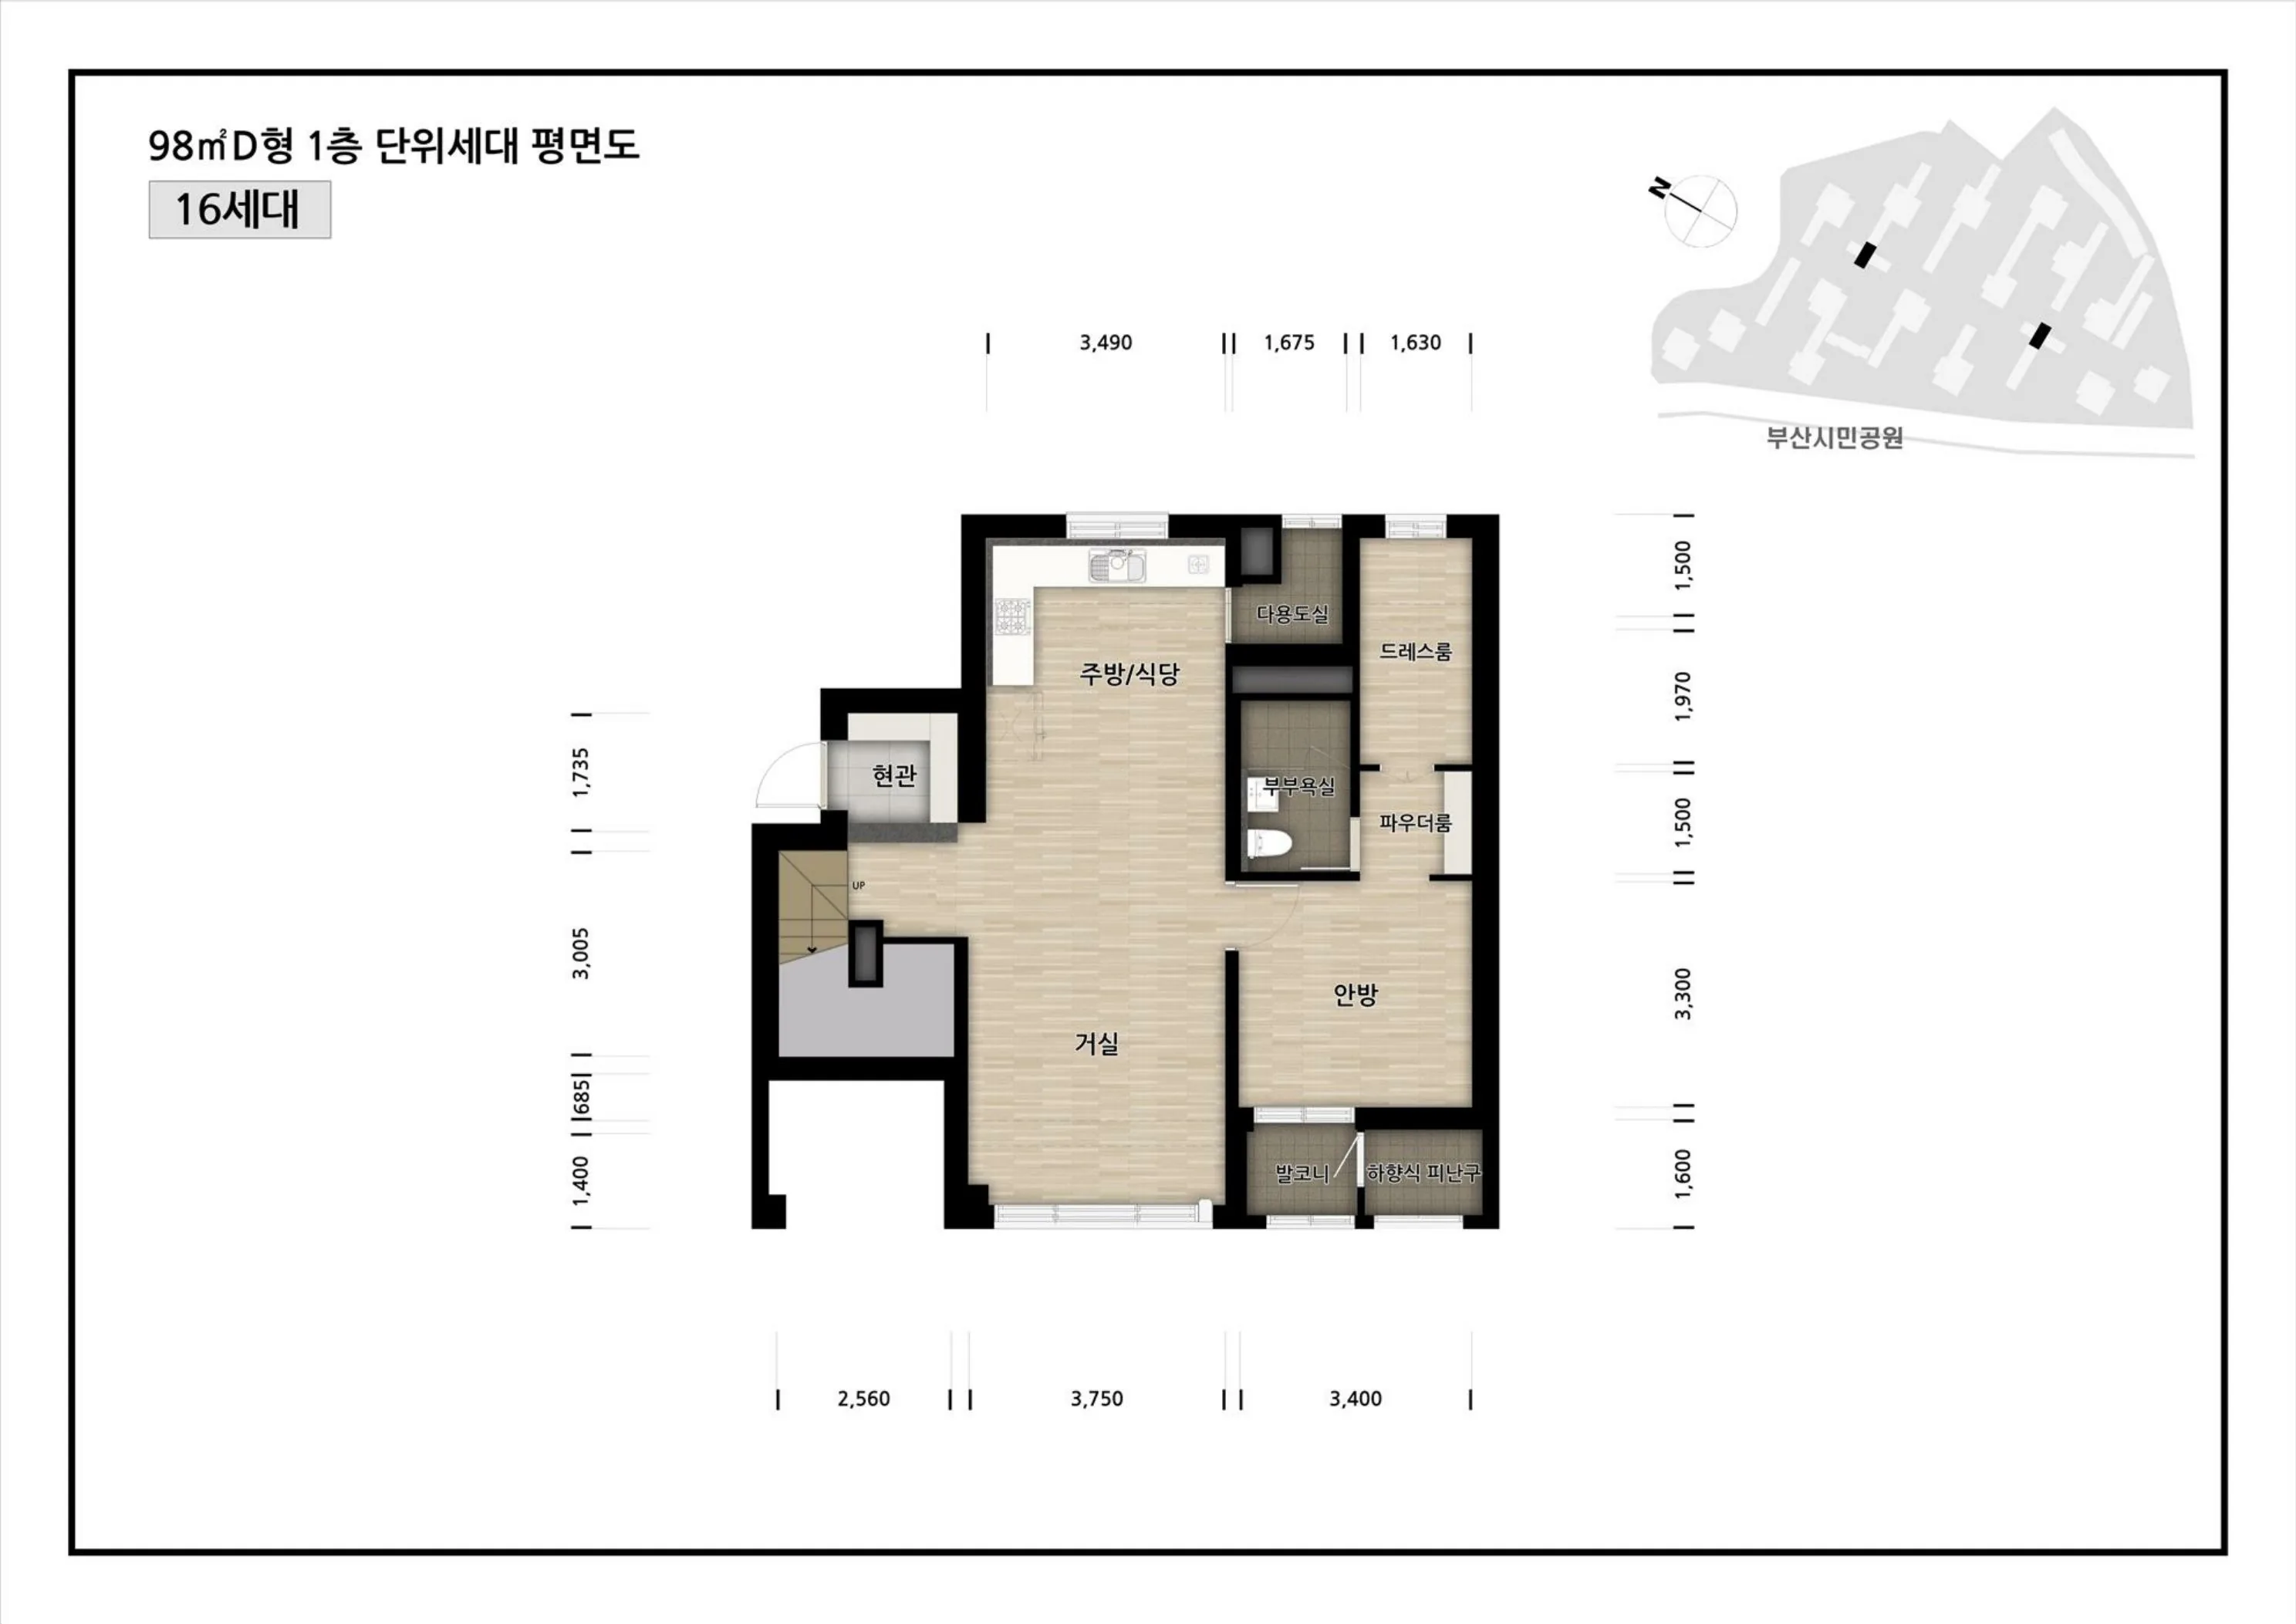 98㎡D형 1층 단위세대 평면도
16세대
N
부산시민공원
3,490
1,675
1,630
1,500
1,970
1,500
3,300
1,600
1,735
3,005
685
1,400
다용도실
드레스룸
주방/식당
현관
부부욕실
파우더룸
UP
안방
거실
발코니
하향식 피난구
2,560
3,750
3,400